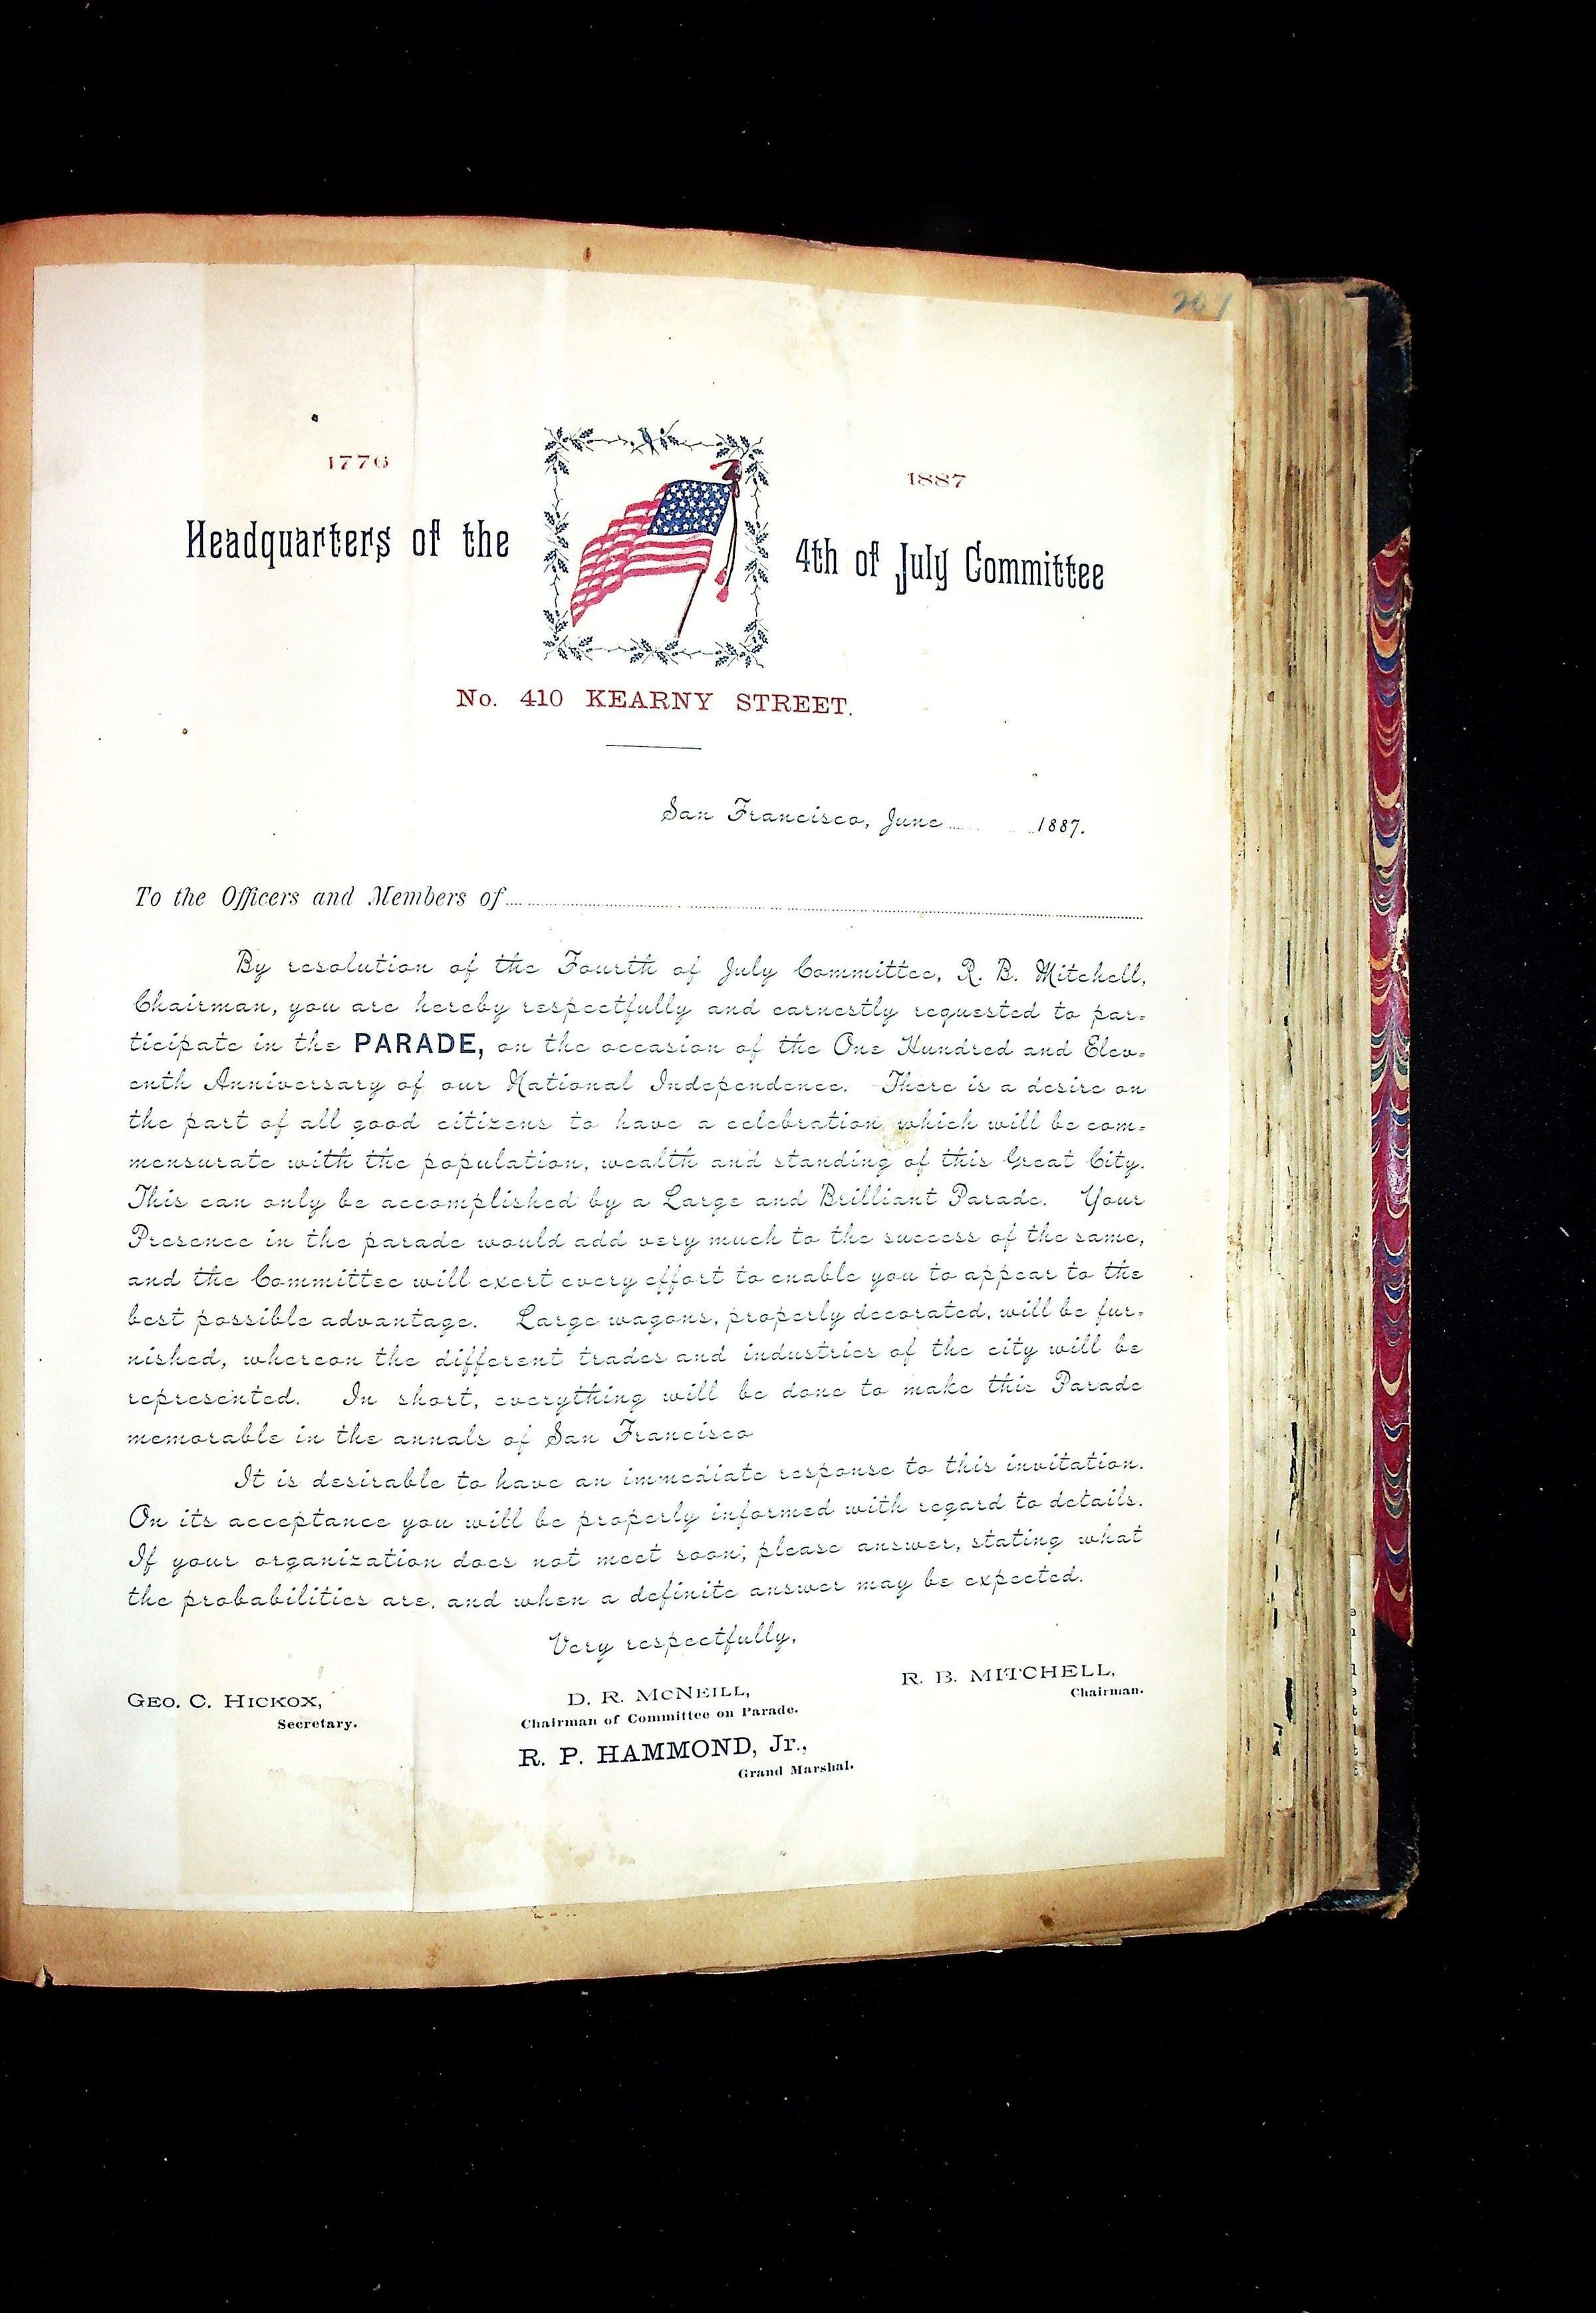 201
1776
1887
Headquarters of the 4th of July Committee
No. 410 KEARNY STREET.
San Francisco, June 1887.
To the Officers and Members of
By resolution of the Fourth of July Committee, R. B. Mitchell,
Chairman, you are hereby respectfully and earnestly requested to par=
ticipate in the PARADE, on the occasion of the One Hundred and Elev=
enth Anniversary of our National Independence. There is a desire on
the part of all good citizens to have a celebration which will be com=
mensurate with the population, wealth and standing of this Great City.
This can only be accomplished by a Large and Brilliant Parade. Your
Presence in the parade would add very much to the success of the same,
and the Committee will exert every effort to enable you to appear to the
best possible advantage. Large wagons, properly decorated, will be fur=
nished, whereon the different trades and industries of the city will be
represented. In short, everything will be done to make this Parade
memorable in the annals of San Francisco
It is desirable to have an immediate response to this invitation.
On its acceptance you will be properly informed with regard to details.
If your organization does not meet soon; please answer, stating what
the probabilities are, and when a definite answer may be expected.
Very respectfully,
R. B. MITCHELL,
Chairman.
GEO. C. HICKOX,
Secretary.
D. R. MCNEILL,
Chairman of Committee on Parade.
R. P. HAMMOND, Jr.,
Grand Marshal.